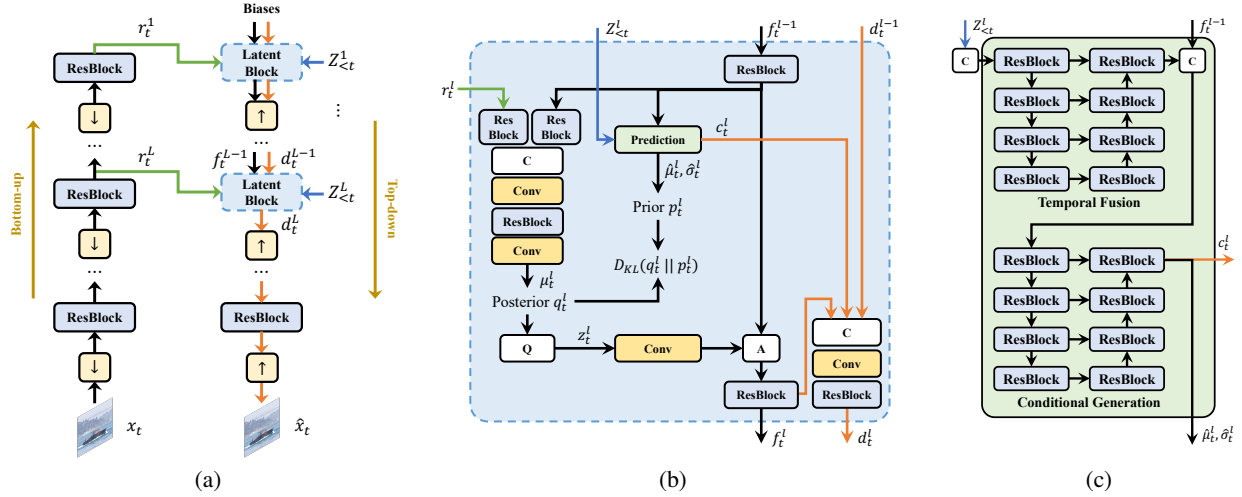 Biases
r_t^1
Z_{<t}^1
ResBlock
Latent
Block
↓
↑
⋮
...
...
r_t^L
f_t^{L-1}
d_t^{L-1}
Z_{<t}^L
ResBlock
Latent
Block
d_t^L
Bottom-up
Top-down
↓
↑
...
...
ResBlock
ResBlock
↓
↑
x_t
x̂_t
(a)
Z_{<t}^l
f_t^{l-1}
d_t^{l-1}
ResBlock
r_t^l
Res
Block
Res
Block
Prediction
c_t^l
C
μ̂_t^l, σ̂_t^l
Conv
Prior p_t^l
ResBlock
Conv
D_{KL}(q_t^l || p_t^l)
μ_t^l
Posterior q_t^l
Q
z_t^l
Conv
A
C
Conv
ResBlock
ResBlock
f_t^l
d_t^l
(b)
Z_{<t}^l
f_t^{l-1}
C
ResBlock
ResBlock
C
ResBlock
ResBlock
ResBlock
ResBlock
ResBlock
ResBlock
Temporal Fusion
ResBlock
ResBlock
c_t^l
ResBlock
ResBlock
ResBlock
ResBlock
ResBlock
ResBlock
Conditional Generation
μ̂_t^l, σ̂_t^l
(c)